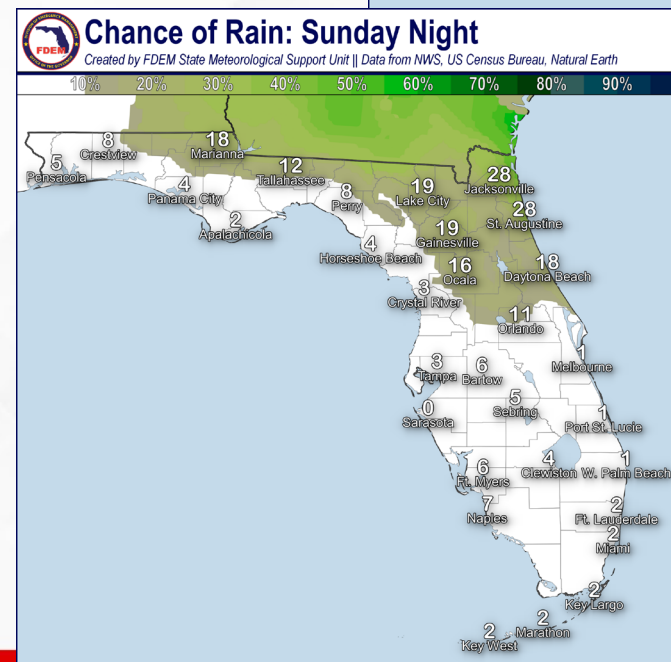 Chance of Rain: Sunday Night
Created by FDEM State Meteorological Support Unit || Data from NWS, US Census Bureau, Natural Earth
FDEM
10% 20% 30% 40% 50% 60% 70% 80% 90%
5
Pensacola
8
Crestview
18
Marianna
4
Panama City
2
Apalachicola
12
Tallahassee
8
Perry
19
Lake City
28
Jacksonville
28
St. Augustine
19
Gainesville
4
Horseshoe Beach
16
Ocala
18
Daytona Beach
3
Crystal River
11
Orlando
1
Melbourne
3
Tampa
6
Bartow
5
Sebring
0
Sarasota
1
Port St. Lucie
6
Ft. Myers
4
Clewiston
1
W. Palm Beach
7
Naples
2
Ft. Lauderdale
2
Miami
2
Key Largo
2
Marathon
2
Key West